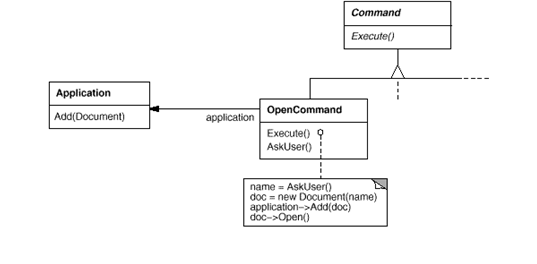 Command
Execute()
Application
Add(Document)
application
OpenCommand
Execute()
AskUser()
name = AskUser()
doc = new Document(name)
application->Add(doc)
doc->Open()